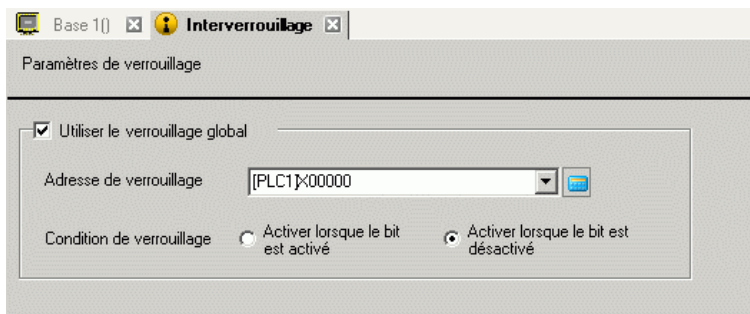 Base 1() Interverrouillage
Paramètres de verrouillage
Utiliser le verrouillage global
Adresse de verrouillage [PLC1]X00000
Condition de verrouillage Activer lorsque le bit est activé Activer lorsque le bit est désactivé